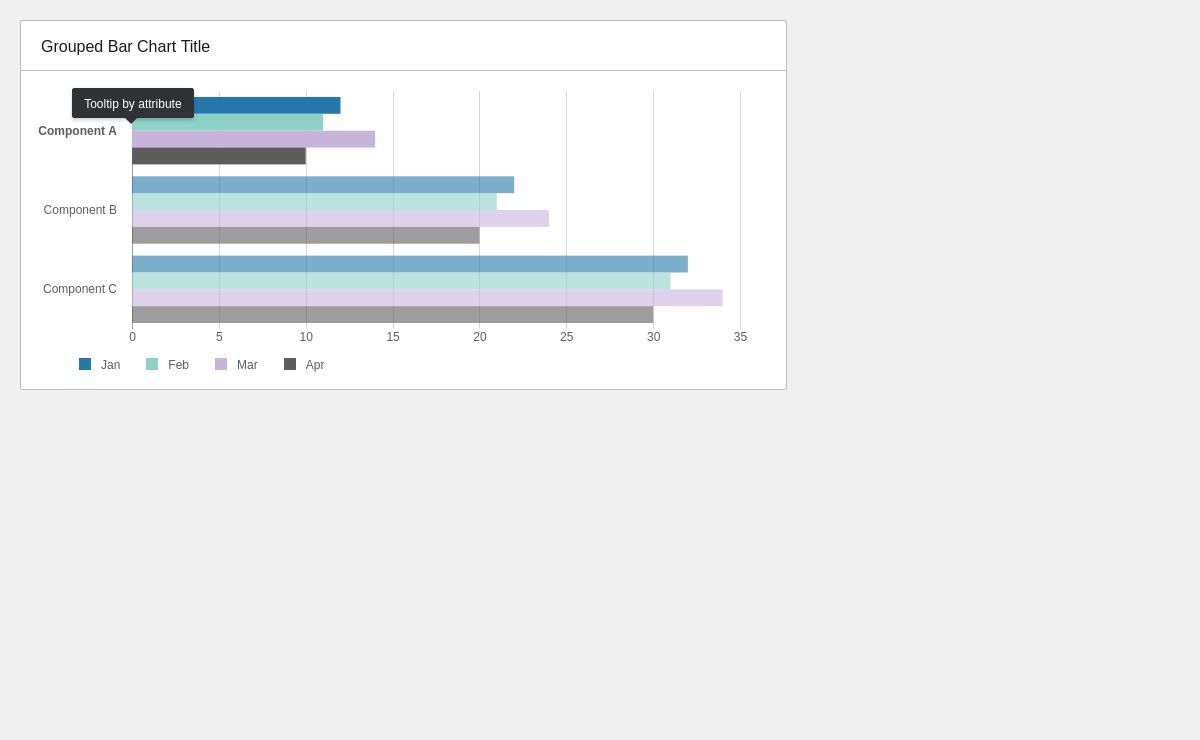 Grouped Bar Chart Title
Tooltip by attribute
Component A
Component B
Component C
0 5 10 15 20 25 30 35
Jan Feb Mar Apr